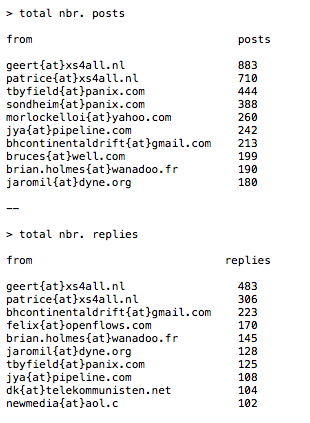 > total nbr. posts
from posts
geert{at}xs4all.nl 883
patrice{at}xs4all.nl 710
tbyfield{at}panix.com 444
sondheim{at}panix.com 388
morlockelloi{at}yahoo.com 260
jya{at}pipeline.com 242
bhcontinentaldrift{at}gmail.com 213
bruces{at}well.com 199
brian.holmes{at}wanadoo.fr 190
jaromil{at}dyne.org 180
--
> total nbr. replies
from replies
geert{at}xs4all.nl 483
patrice{at}xs4all.nl 306
bhcontinentaldrift{at}gmail.com 223
felix{at}openflows.com 170
brian.holmes{at}wanadoo.fr 145
jaromil{at}dyne.org 128
tbyfield{at}panix.com 125
jya{at}pipeline.com 108
dk{at}telekommunisten.net 104
newmedia{at}aol.c 102